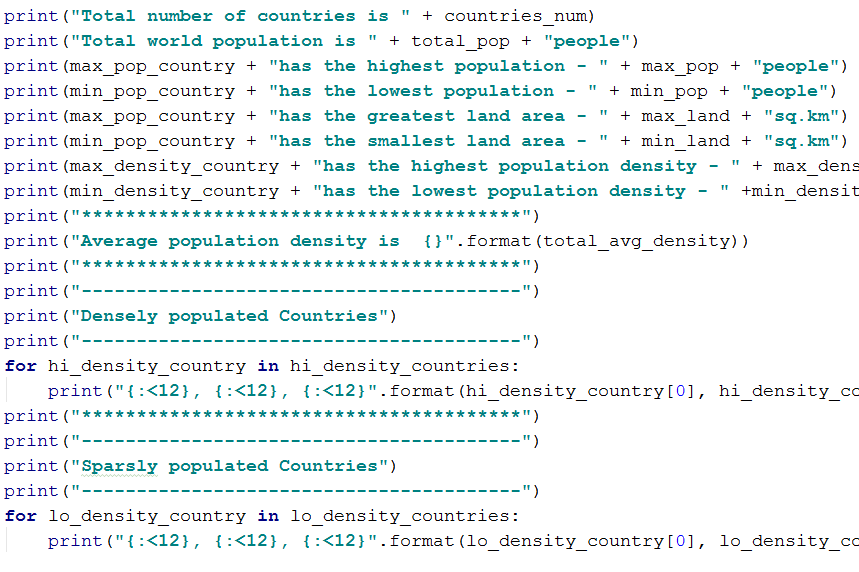 print("Total number of countries is " + countries_num)
print("Total world population is " + total_pop + "people")
print(max_pop_country + "has the highest population - " + max_pop + "people")
print(min_pop_country + "has the lowest population - " + min_pop + "people")
print(max_pop_country + "has the greatest land area - " + max_land + "sq.km")
print(min_pop_country + "has the smallest land area - " + min_land + "sq.km")
print(max_density_country + "has the highest population density - " + max_dens
print(min_density_country + "has the lowest population density - " +min_densit
print("****************************************")
print("Average population density is  {}".format(total_avg_density))
print("****************************************")
print("----------------------------------------")
print("Densely populated Countries")
print("----------------------------------------")
for hi_density_country in hi_density_countries:
    print("{:<12}, {:<12}, {:<12}".format(hi_density_country[0], hi_density_co
print("****************************************")
print("----------------------------------------")
print("Sparsly populated Countries")
print("----------------------------------------")
for lo_density_country in lo_density_countries:
    print("{:<12}, {:<12}, {:<12}".format(lo_density_country[0], lo_density_co